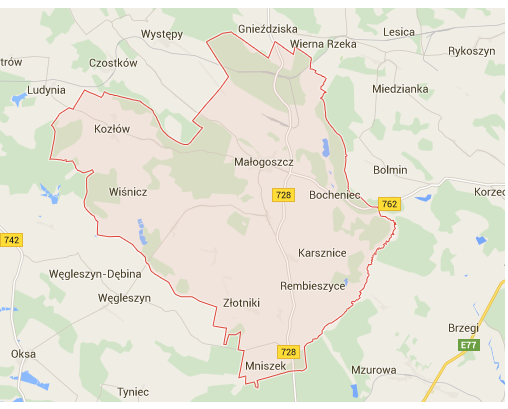 Gnieździska
Występy
Lesica
Wierna Rzeka
Rykoszyn
Czostków
Ludynia
Miedzianka
Kozłów
Małogoszcz
Bolmin
Wiśnicz
728
Bocheniec
762
Korzec
742
Karsznice
Węgleszyn-Dębina
Rembieszyce
Węgleszyn
Złotniki
Brzegi
E77
Oksa
728
Mniszek
Mzurowa
Tyniec